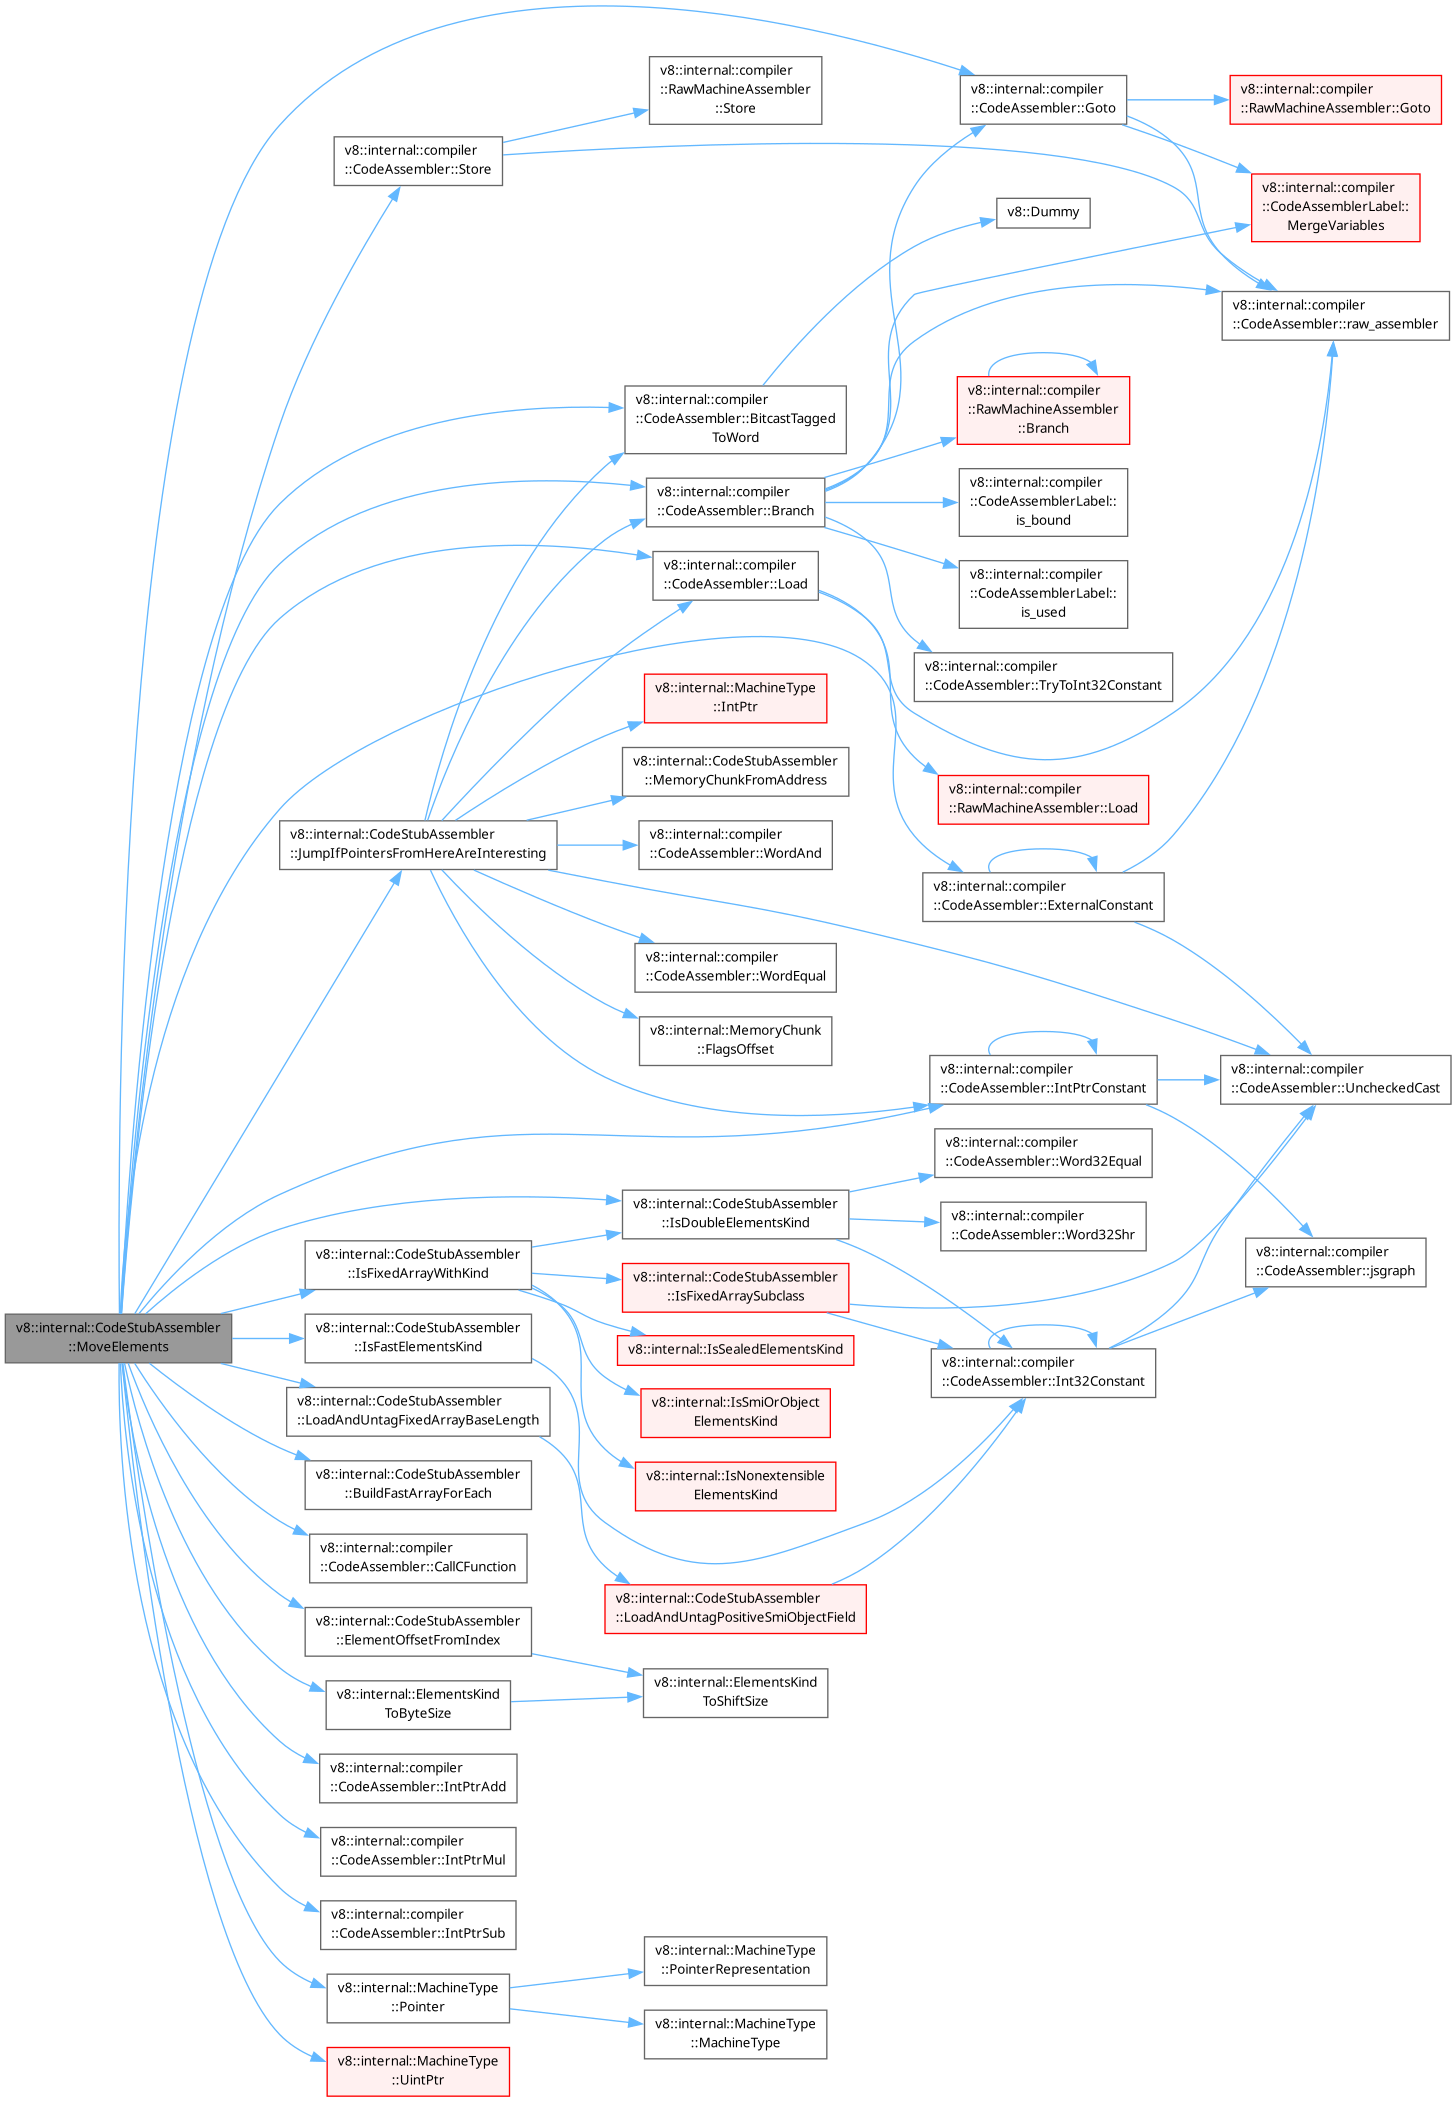 v8::internal::compiler
::RawMachineAssembler
::Store
v8::internal::compiler
::CodeAssembler::Goto
v8::internal::compiler
::RawMachineAssembler::Goto
v8::internal::compiler
::CodeAssembler::Store
v8::internal::compiler
::CodeAssemblerLabel::
MergeVariables
v8::Dummy
v8::internal::compiler
::CodeAssembler::raw_assembler
v8::internal::compiler
::CodeAssembler::BitcastTagged
ToWord
v8::internal::compiler
::RawMachineAssembler
::Branch
v8::internal::compiler
::CodeAssembler::Branch
v8::internal::compiler
::CodeAssemblerLabel::
is_bound
v8::internal::compiler
::CodeAssembler::Load
v8::internal::compiler
::CodeAssemblerLabel::
is_used
v8::internal::compiler
::CodeAssembler::TryToInt32Constant
v8::internal::MachineType
::IntPtr
v8::internal::CodeStubAssembler
::MemoryChunkFromAddress
v8::internal::compiler
::RawMachineAssembler::Load
v8::internal::CodeStubAssembler
::JumpIfPointersFromHereAreInteresting
v8::internal::compiler
::CodeAssembler::WordAnd
v8::internal::compiler
::CodeAssembler::ExternalConstant
v8::internal::compiler
::CodeAssembler::WordEqual
v8::internal::MemoryChunk
::FlagsOffset
v8::internal::compiler
::CodeAssembler::IntPtrConstant
v8::internal::compiler
::CodeAssembler::UncheckedCast
v8::internal::compiler
::CodeAssembler::Word32Equal
v8::internal::CodeStubAssembler
::IsDoubleElementsKind
v8::internal::compiler
::CodeAssembler::Word32Shr
v8::internal::CodeStubAssembler
::IsFixedArrayWithKind
v8::internal::compiler
::CodeAssembler::jsgraph
v8::internal::CodeStubAssembler
::IsFixedArraySubclass
v8::internal::CodeStubAssembler
::MoveElements
v8::internal::CodeStubAssembler
::IsFastElementsKind
v8::internal::IsSealedElementsKind
v8::internal::compiler
::CodeAssembler::Int32Constant
v8::internal::CodeStubAssembler
::LoadAndUntagFixedArrayBaseLength
v8::internal::IsSmiOrObject
ElementsKind
v8::internal::CodeStubAssembler
::BuildFastArrayForEach
v8::internal::IsNonextensible
ElementsKind
v8::internal::compiler
::CodeAssembler::CallCFunction
v8::internal::CodeStubAssembler
::LoadAndUntagPositiveSmiObjectField
v8::internal::CodeStubAssembler
::ElementOffsetFromIndex
v8::internal::ElementsKind
ToShiftSize
v8::internal::ElementsKind
ToByteSize
v8::internal::compiler
::CodeAssembler::IntPtrAdd
v8::internal::compiler
::CodeAssembler::IntPtrMul
v8::internal::compiler
::CodeAssembler::IntPtrSub
v8::internal::MachineType
::PointerRepresentation
v8::internal::MachineType
::Pointer
v8::internal::MachineType
::MachineType
v8::internal::MachineType
::UintPtr